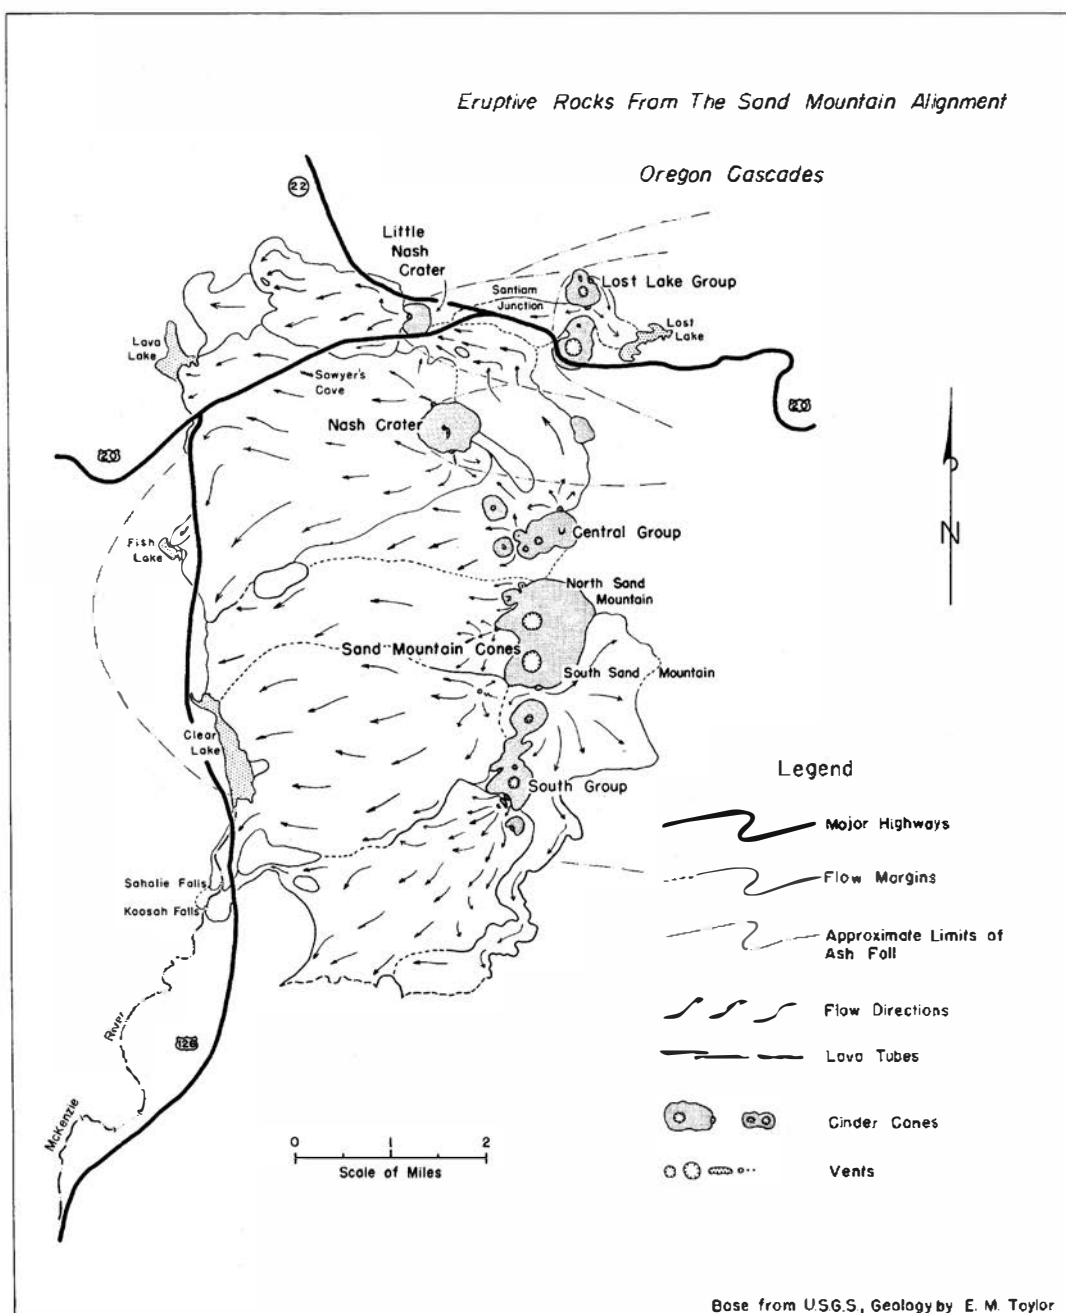 Eruptive Rocks From The Sand Mountain Alignment
Oregon Cascades
22
Little
Nash
Crater
Lost Lake Group
Santiam
Junction
Lost
Lake
Lava
Lake
Sawyer's
Cave
20
Nash Crater
20
N
Fish
Lake
Central Group
North Sand
Mountain
Sand Mountain Cones
South Sand Mountain
Clear
Lake
South Group
Sahalie Falls
Koosah Falls
River
McKenzie
126
Legend
Major Highways
Flow Margins
Approximate Limits of
Ash Fall
Flow Directions
Lava Tubes
Cinder Cones
Vents
0 1 2
Scale of Miles
Base from U.S.G.S., Geology by E. M. Taylor